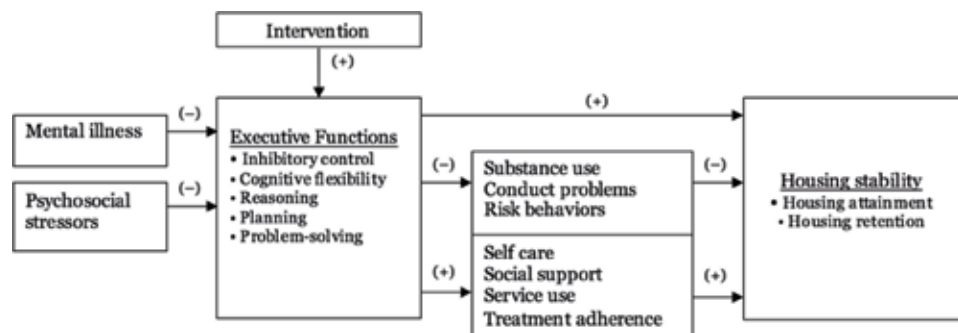 Intervention
(+)
(+)
(−)
Mental illness
Executive Functions
• Inhibitory control
• Cognitive flexibility
• Reasoning
• Planning
• Problem-solving
(−)
Psychosocial
stressors
(−)
Substance use
Conduct problems
Risk behaviors
(−)
(+)
Self care
Social support
Service use
Treatment adherence
(+)
Housing stability
• Housing attainment
• Housing retention